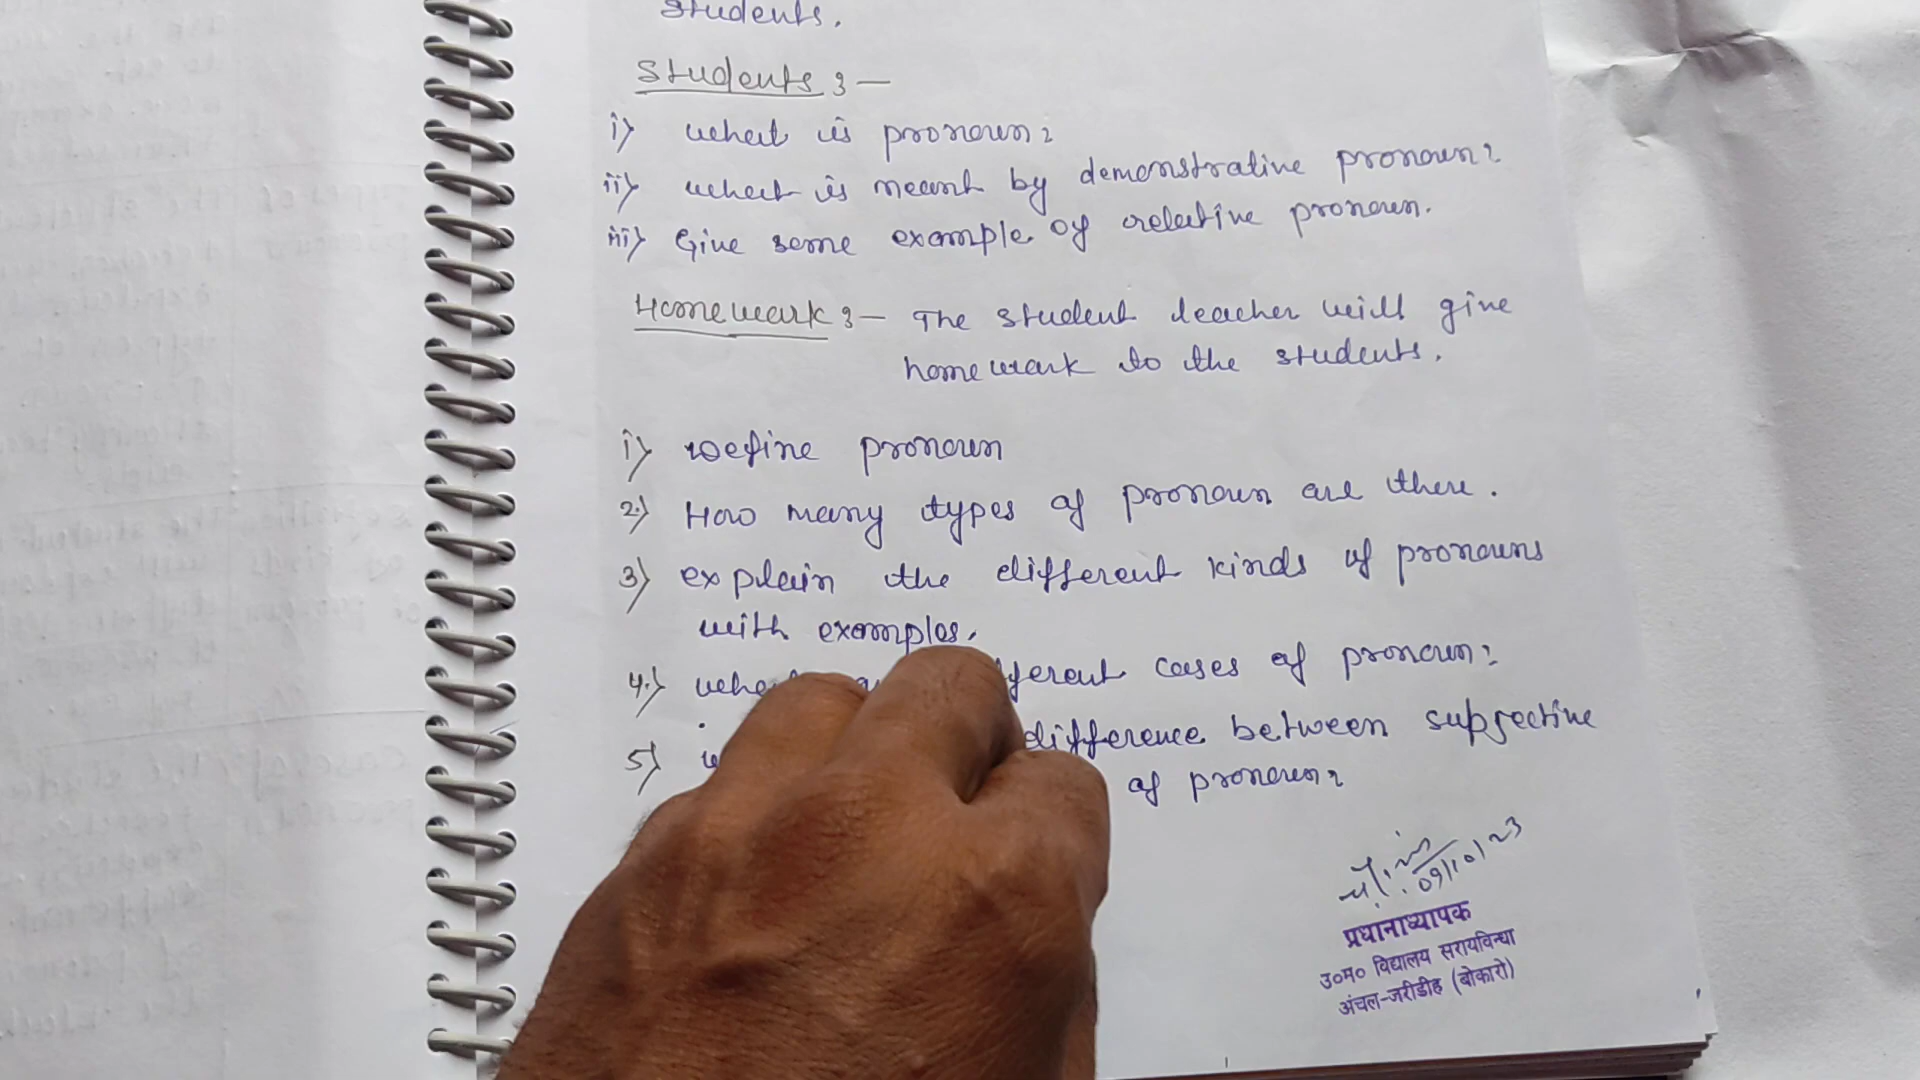 students.
Students :-
i) what is pronoun?
ii) what is meant by demonstrative pronoun?
iii) Give some example of relative pronoun.
Homework :- The student teacher will give
homework to the students.
i) Define pronoun
2.) How many types of pronoun are there.
3) explain the different kinds of pronouns
with examples.
4.) cases of pronoun?
5) difference between subjective
of pronoun?
09/10/23
प्रधानाध्यापक
उ०म० विद्यालय सरायविन्धा
अंचल-जरीडीह (बोकारो)